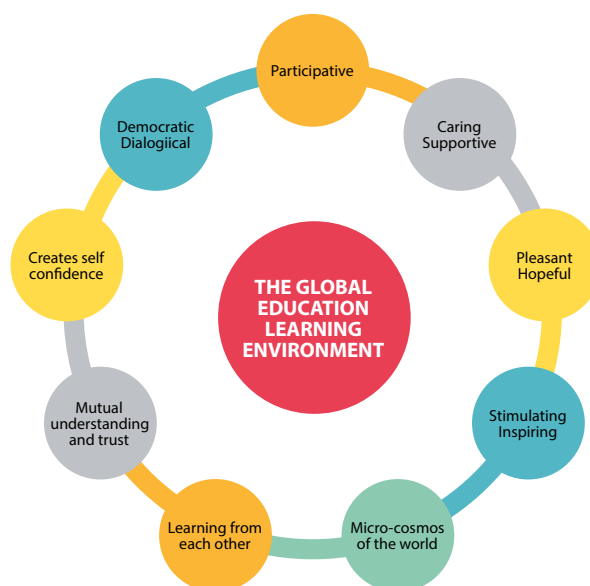 Participative
Caring
Supportive
Pleasant
Hopeful
Stimulating
Inspiring
Micro-cosmos
of the world
Learning from
each other
Mutual
understanding
and trust
Creates self
confidence
Democratic
Dialogiical
THE GLOBAL
EDUCATION
LEARNING
ENVIRONMENT